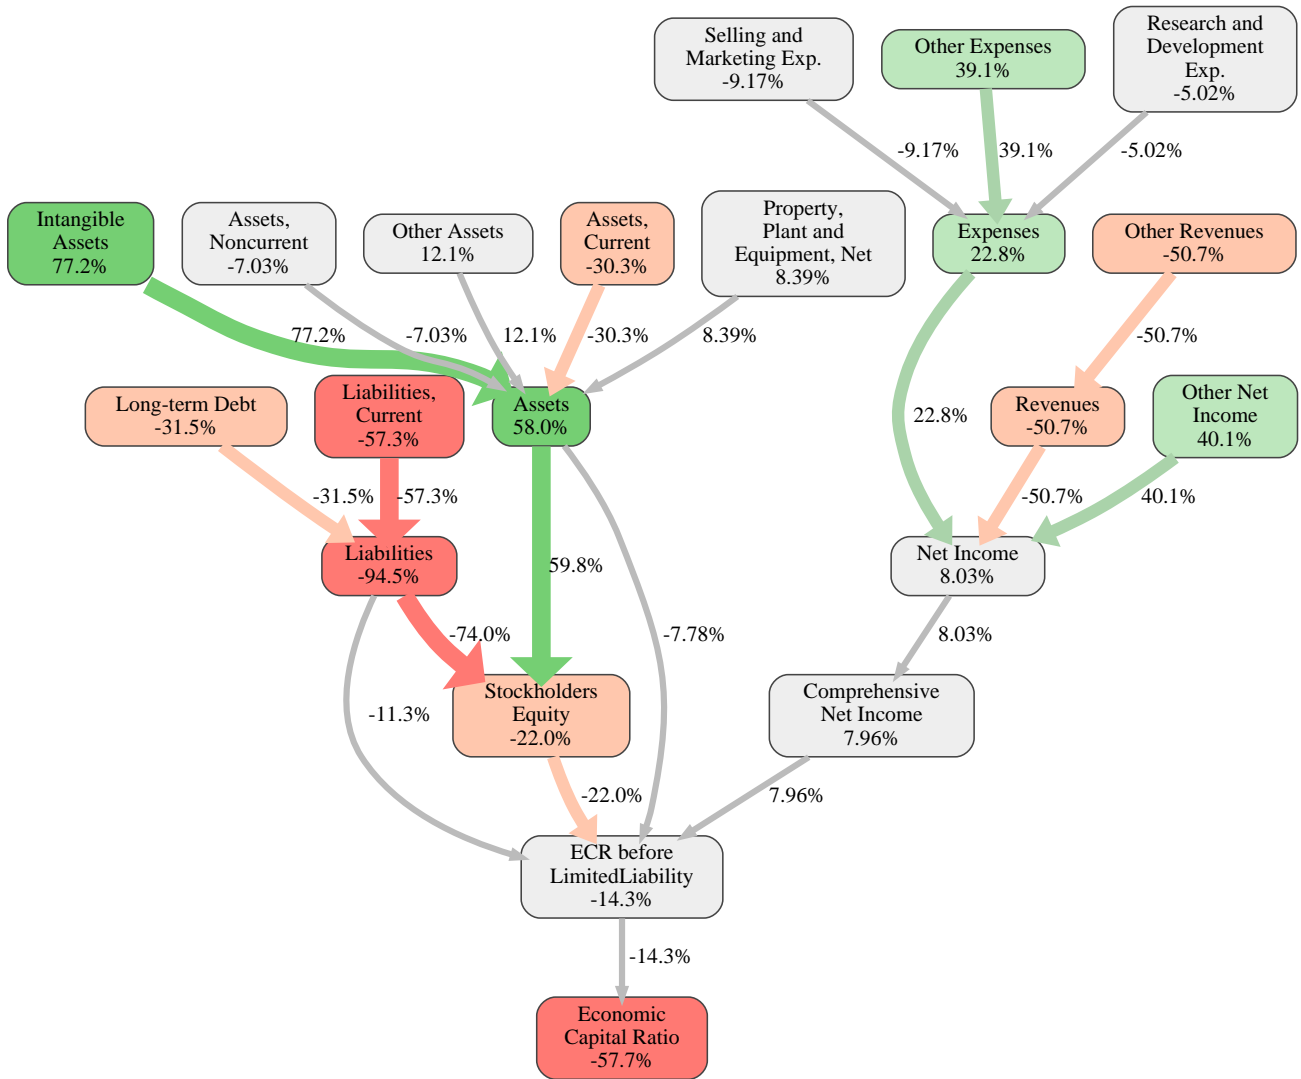 Selling and
Marketing Exp.
-9.17%
Other Expenses
39.1%
Research and
Development
Exp.
-5.02%
-9.17%
39.1%
-5.02%
Intangible
Assets
77.2%
Assets,
Noncurrent
-7.03%
Other Assets
12.1%
Assets,
Current
-30.3%
Property,
Plant and
Equipment, Net
8.39%
Expenses
22.8%
Other Revenues
-50.7%
77.2%
-7.03%
12.1%
-30.3%
8.39%
-50.7%
Long-term Debt
-31.5%
Liabilities,
Current
-57.3%
Assets
58.0%
22.8%
Revenues
-50.7%
Other Net
Income
40.1%
-31.5%
-57.3%
-50.7%
40.1%
Liabilities
-94.5%
59.8%
Net Income
8.03%
-74.0%
-7.78%
8.03%
-11.3%
Stockholders
Equity
-22.0%
Comprehensive
Net Income
7.96%
-22.0%
7.96%
ECR before
LimitedLiability
-14.3%
-14.3%
Economic
Capital Ratio
-57.7%